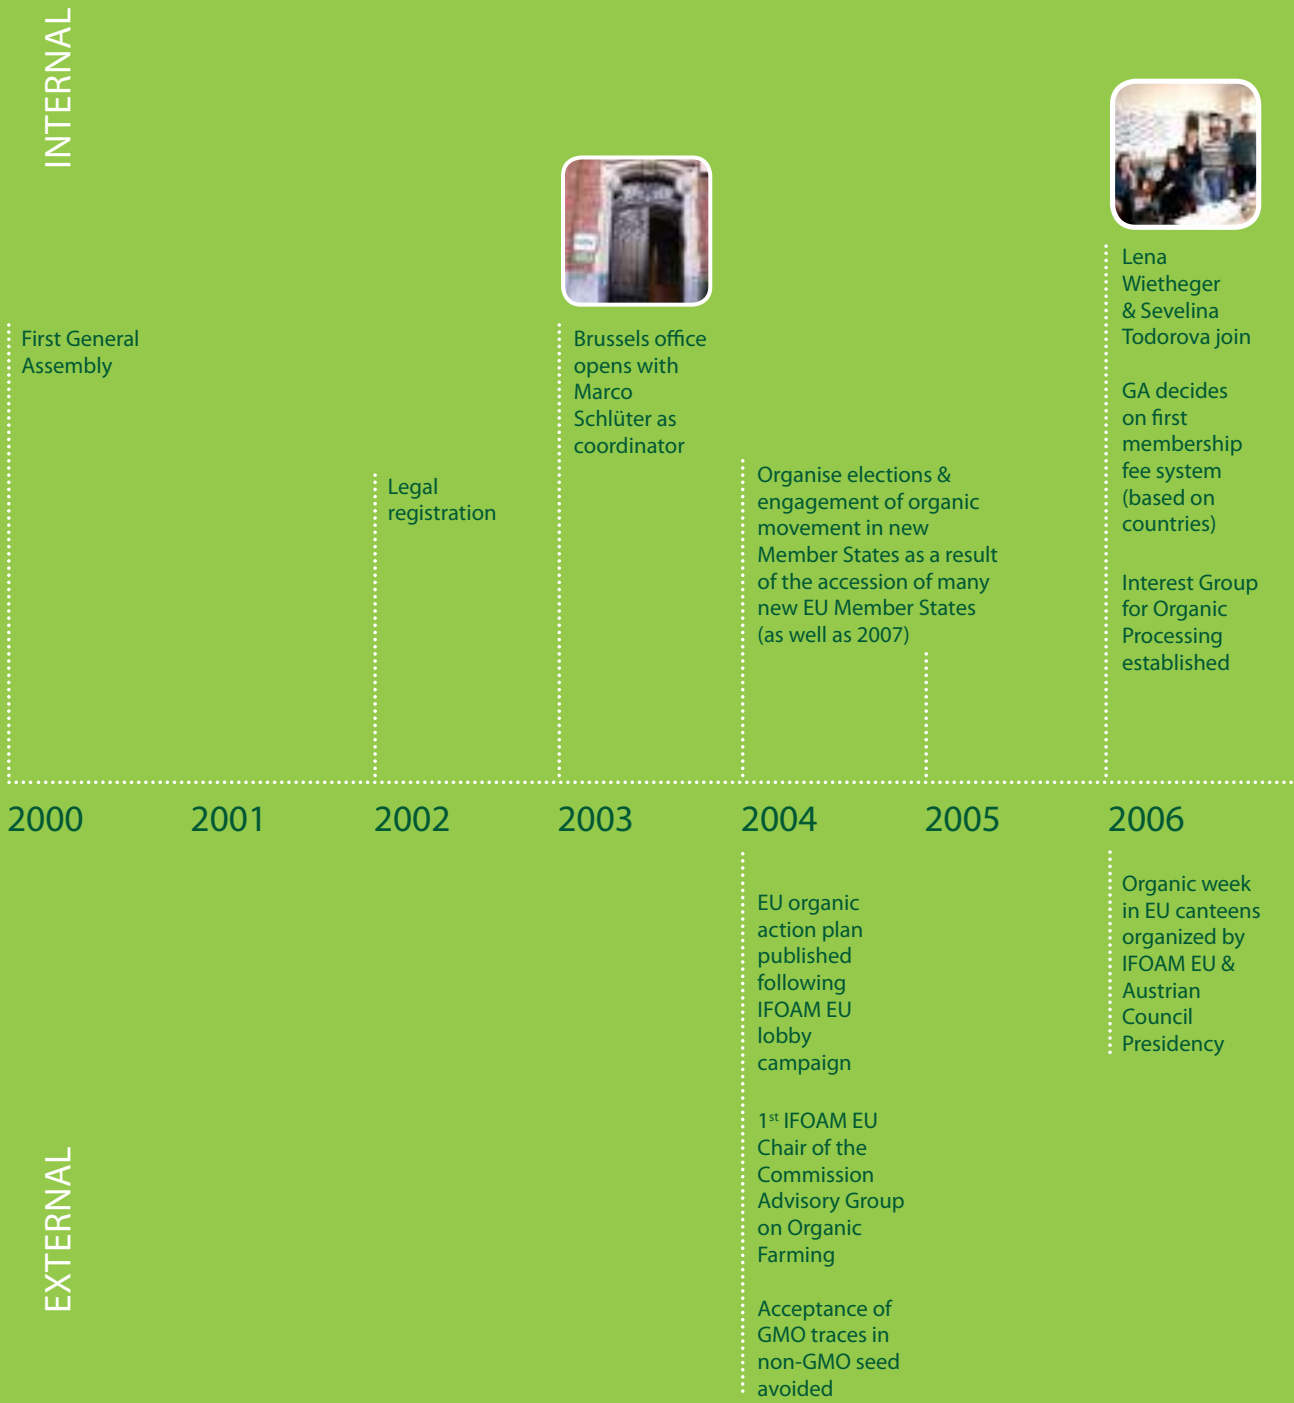 INTERNAL
First General
Assembly
Legal
registration
Brussels office
opens with
Marco
Schlüter as
coordinator
Organise elections &
engagement of organic
movement in new
Member States as a result
of the accession of many
new EU Member States
(as well as 2007)
Lena
Wietheger
& Sevelina
Todorova join
GA decides
on first
membership
fee system
(based on
countries)
Interest Group
for Organic
Processing
established
2000 2001 2002 2003 2004 2005 2006
EXTERNAL
EU organic
action plan
published
following
IFOAM EU
lobby
campaign
1st IFOAM EU
Chair of the
Commission
Advisory Group
on Organic
Farming
Acceptance of
GMO traces in
non-GMO seed
avoided
Organic week
in EU canteens
organized by
IFOAM EU &
Austrian
Council
Presidency